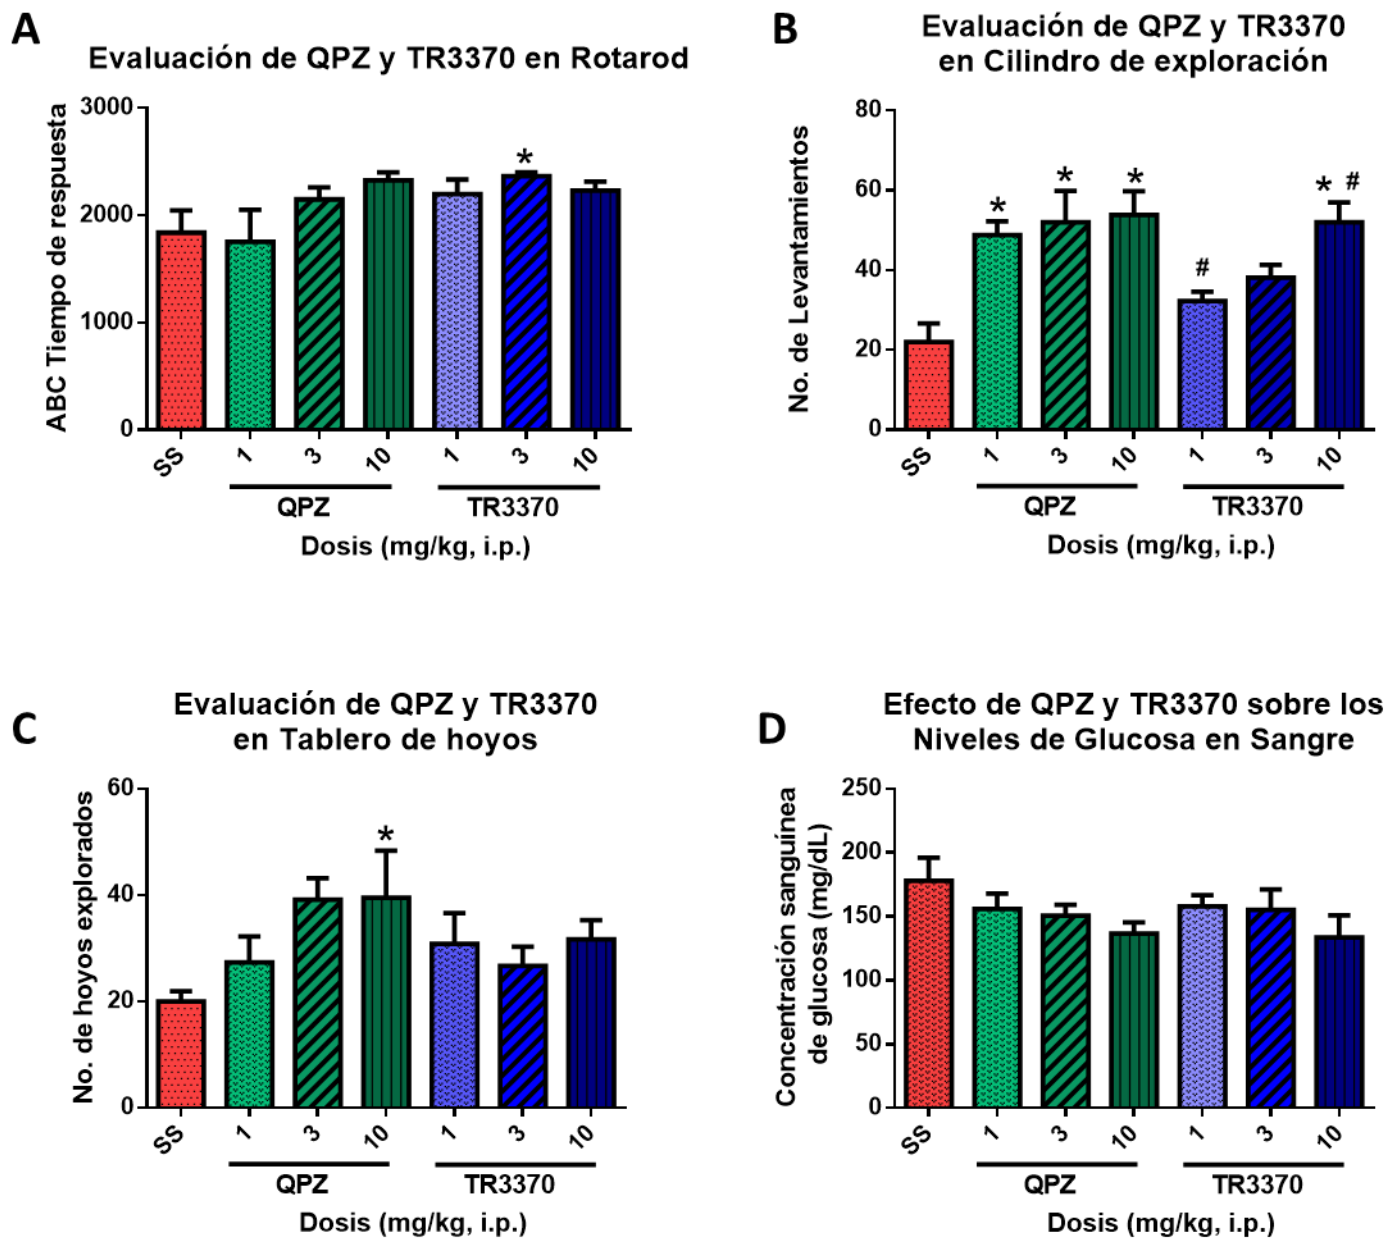 A
Evaluación de QPZ y TR3370 en Rotarod
ABC Tiempo de respuesta
3000
2000
1000
0
*
SS
1
3
10
1
3
10
QPZ
TR3370
Dosis (mg/kg, i.p.)
B
Evaluación de QPZ y TR3370
en Cilindro de exploración
No. de Levantamientos
80
60
40
20
0
*
*
*
#
* #
SS
1
3
10
1
3
10
QPZ
TR3370
Dosis (mg/kg, i.p.)
C
Evaluación de QPZ y TR3370
en Tablero de hoyos
No. de hoyos explorados
60
40
20
0
*
SS
1
3
10
1
3
10
QPZ
TR3370
Dosis (mg/kg, i.p.)
D
Efecto de QPZ y TR3370 sobre los
Niveles de Glucosa en Sangre
Concentración sanguínea
de glucosa (mg/dL)
250
200
150
100
50
0
SS
1
3
10
1
3
10
QPZ
TR3370
Dosis (mg/kg, i.p.)